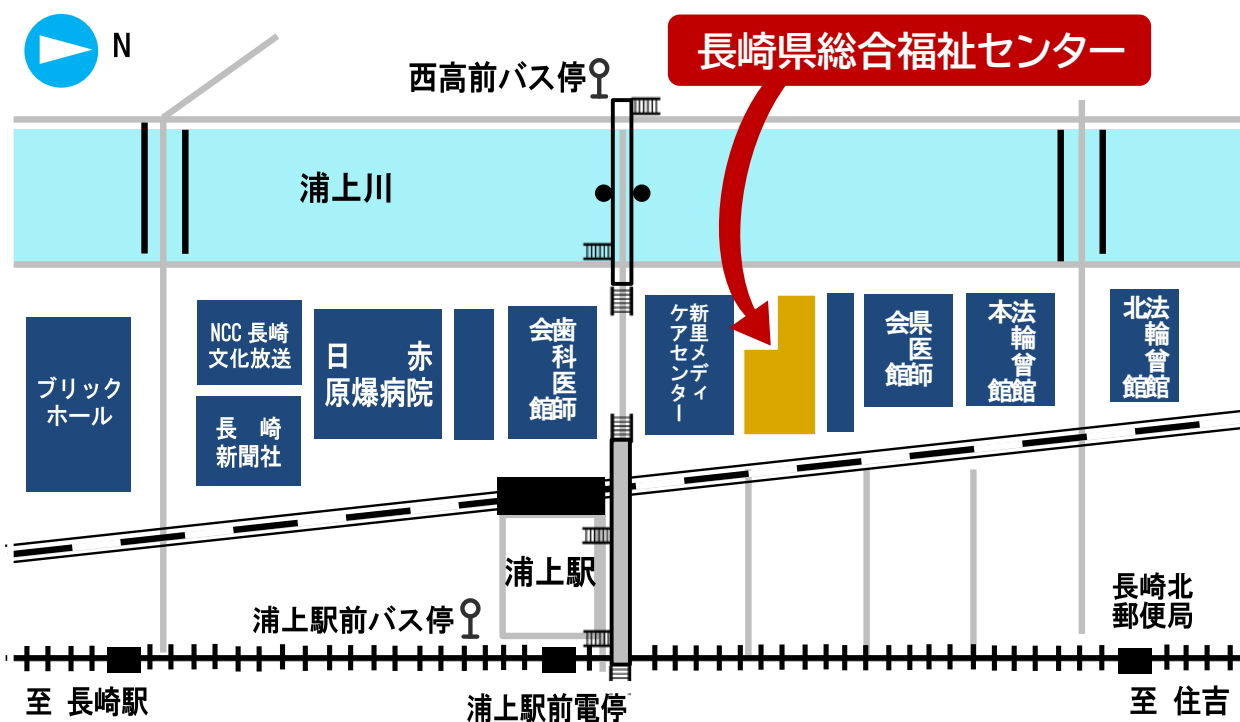 N
長崎県総合福祉センター
西高前バス停
浦上川
ブリック
ホール
NCC 長崎
文化放送
長 崎
新聞社
日 赤
原爆病院
歯科医師
会館
新里メディ
ケアセンター
県医師
会館
法輪曾館
本館
法輪曾館
北館
浦上駅
浦上駅前バス停
長崎北
郵便局
至 長崎駅
浦上駅前電停
至 住吉